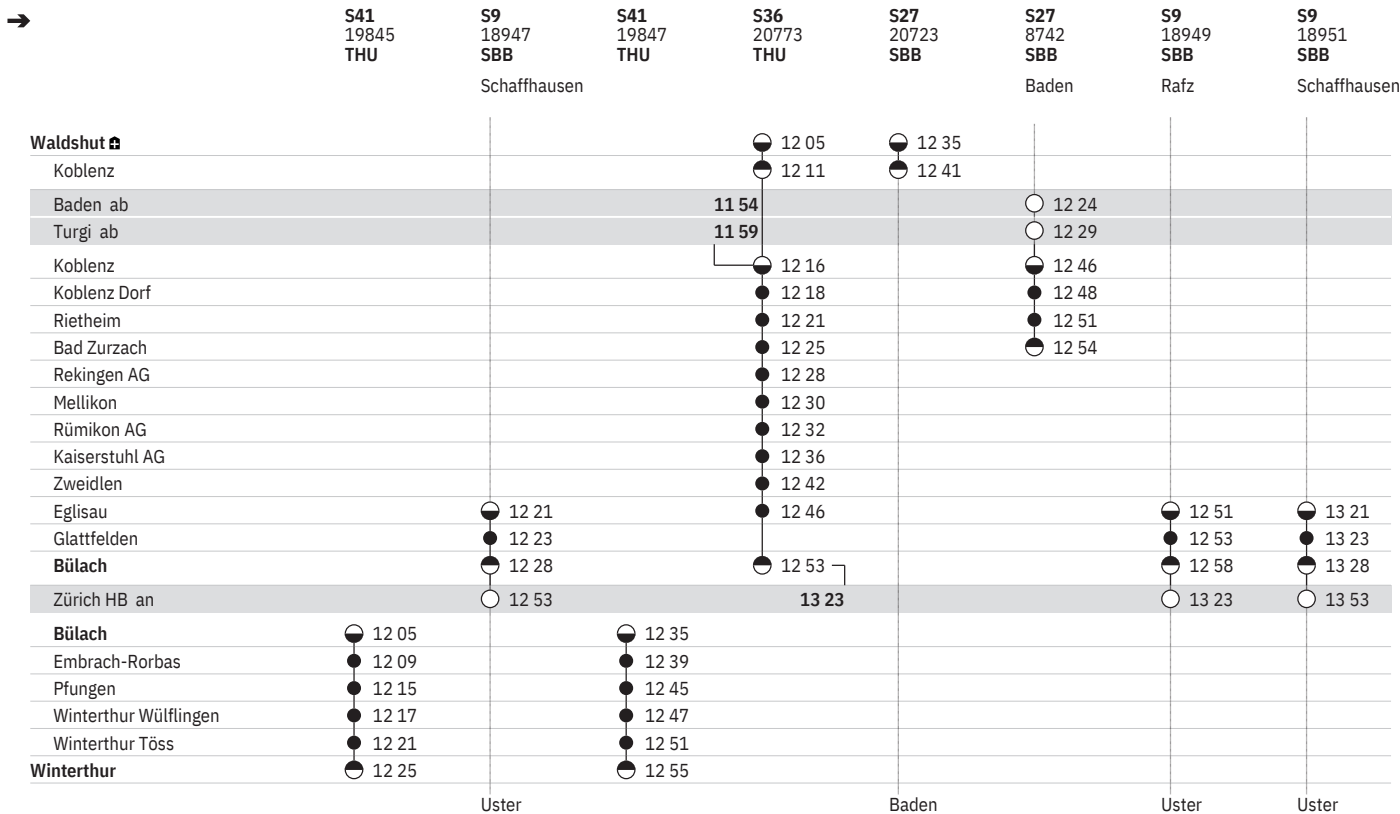 ➔ S41 S9 S41 S36 S27 S27 S9 S9
19845 18947 19847 20773 20723 8742 18949 18951
THU SBB THU THU SBB SBB SBB SBB
Schaffhausen Baden Rafz Schaffhausen
Waldshut 12 05 12 35
Koblenz 12 11 12 41
Baden ab 11 54 12 24
Turgi ab 11 59 12 29
Koblenz 12 16 12 46
Koblenz Dorf 12 18 12 48
Rietheim 12 21 12 51
Bad Zurzach 12 25 12 54
Rekingen AG 12 28
Mellikon 12 30
Rümikon AG 12 32
Kaiserstuhl AG 12 36
Zweidlen 12 42
Eglisau 12 21 12 46 12 51 13 21
Glattfelden 12 23 12 53 13 23
Bülach 12 28 12 53 12 58 13 28
Zürich HB an 12 53 13 23 13 23 13 53
Bülach 12 05 12 35
Embrach-Rorbas 12 09 12 39
Pfungen 12 15 12 45
Winterthur Wülflingen 12 17 12 47
Winterthur Töss 12 21 12 51
Winterthur 12 25 12 55
Uster Baden Uster Uster